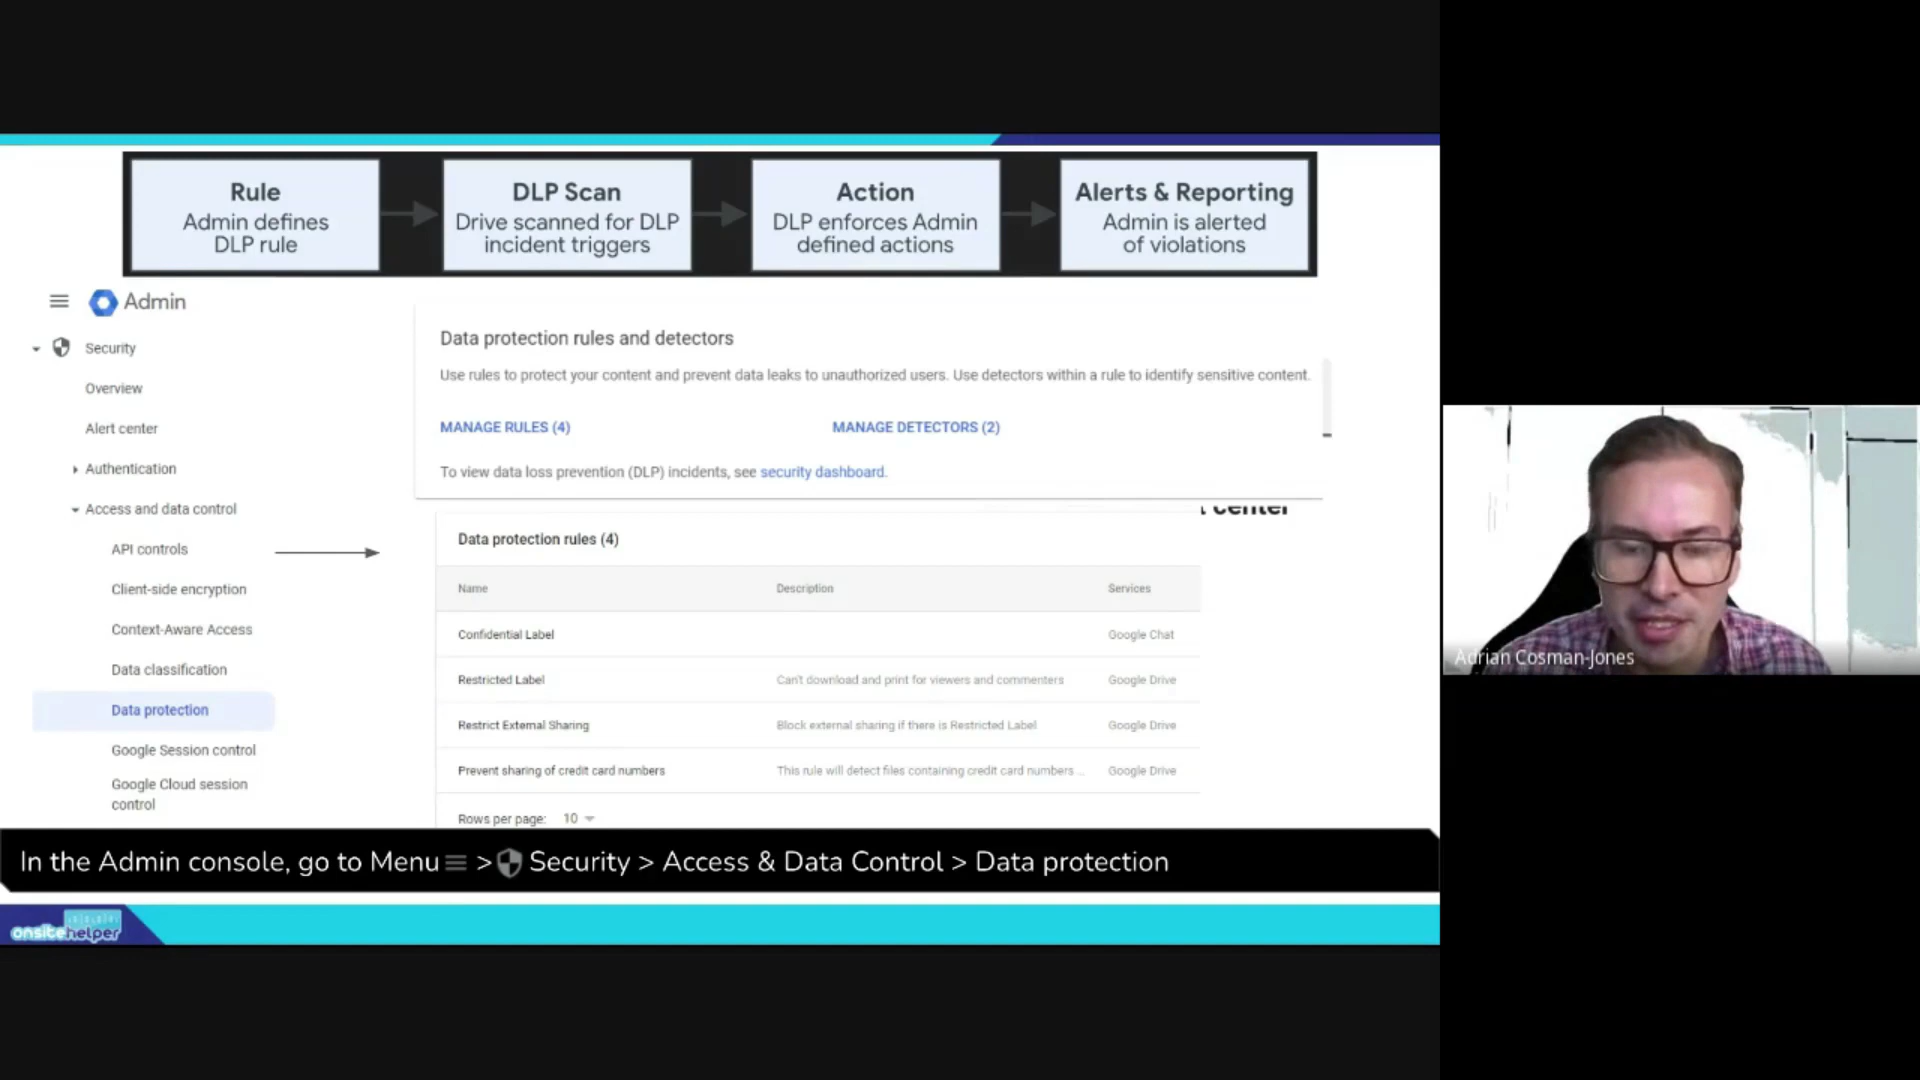 Rule
Admin defines
DLP rule
DLP Scan
Drive scanned for DLP
incident triggers
Action
DLP enforces Admin
defined actions
Alerts & Reporting
Admin is alerted
of violations
Admin
Security
Overview
Alert center
Authentication
Access and data control
API controls
Client-side encryption
Context-Aware Access
Data classification
Data protection
Google Session control
Google Cloud session
control
Data protection rules and detectors
Use rules to protect your content and prevent data leaks to unauthorized users. Use detectors within a rule to identify sensitive content.
MANAGE RULES (4) MANAGE DETECTORS (2)
To view data loss prevention (DLP) incidents, see security dashboard.
t center
Data protection rules (4)
Name Description Services
Confidential Label Google Chat
Restricted Label Can't download and print for viewers and commenters Google Drive
Restrict External Sharing Block external sharing if there is Restricted Label Google Drive
Prevent sharing of credit card numbers This rule will detect files containing credit card numbers ... Google Drive
Rows per page: 10
In the Admin console, go to Menu > Security > Access & Data Control > Data protection
onsitehelper
Adrian Cosman-Jones